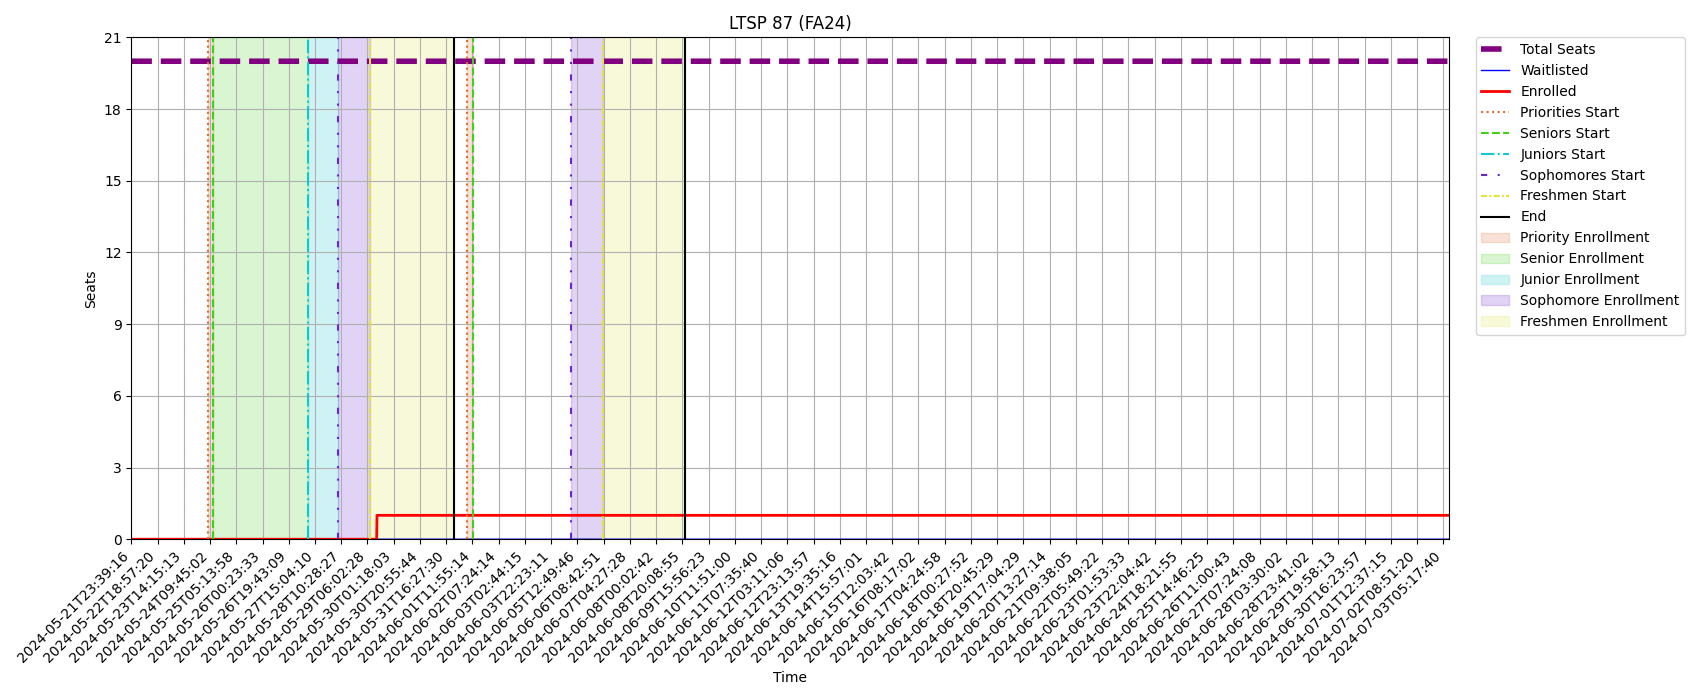 LTSP 87 (FA24)
21
18
15
12
9
6
3
0
Seats
2024-05-21T23:39:16
2024-05-22T18:57:20
2024-05-23T14:15:13
2024-05-24T09:45:02
2024-05-25T05:13:58
2024-05-26T00:23:33
2024-05-26T19:43:09
2024-05-27T15:04:10
2024-05-28T10:28:27
2024-05-29T06:02:28
2024-05-30T01:18:03
2024-05-30T20:55:44
2024-05-31T16:27:30
2024-06-01T11:55:14
2024-06-02T07:24:14
2024-06-03T02:44:15
2024-06-03T22:23:11
2024-06-05T12:49:46
2024-06-06T08:42:51
2024-06-07T04:27:28
2024-06-08T00:02:42
2024-06-08T20:08:55
2024-06-09T15:56:23
2024-06-10T11:51:00
2024-06-11T07:35:40
2024-06-12T03:11:06
2024-06-12T23:13:57
2024-06-13T19:35:16
2024-06-14T15:57:01
2024-06-15T12:03:42
2024-06-16T08:17:02
2024-06-17T04:24:58
2024-06-18T00:27:52
2024-06-18T20:45:29
2024-06-19T17:04:29
2024-06-20T13:27:14
2024-06-21T09:38:05
2024-06-22T05:49:22
2024-06-23T01:53:33
2024-06-23T22:04:42
2024-06-24T18:21:55
2024-06-25T14:46:25
2024-06-26T11:00:43
2024-06-27T07:24:08
2024-06-28T03:30:02
2024-06-28T23:41:02
2024-06-29T19:58:13
2024-06-30T16:23:57
2024-07-01T12:37:15
2024-07-02T08:51:20
2024-07-03T05:17:40
Time
Total Seats
Waitlisted
Enrolled
Priorities Start
Seniors Start
Juniors Start
Sophomores Start
Freshmen Start
End
Priority Enrollment
Senior Enrollment
Junior Enrollment
Sophomore Enrollment
Freshmen Enrollment